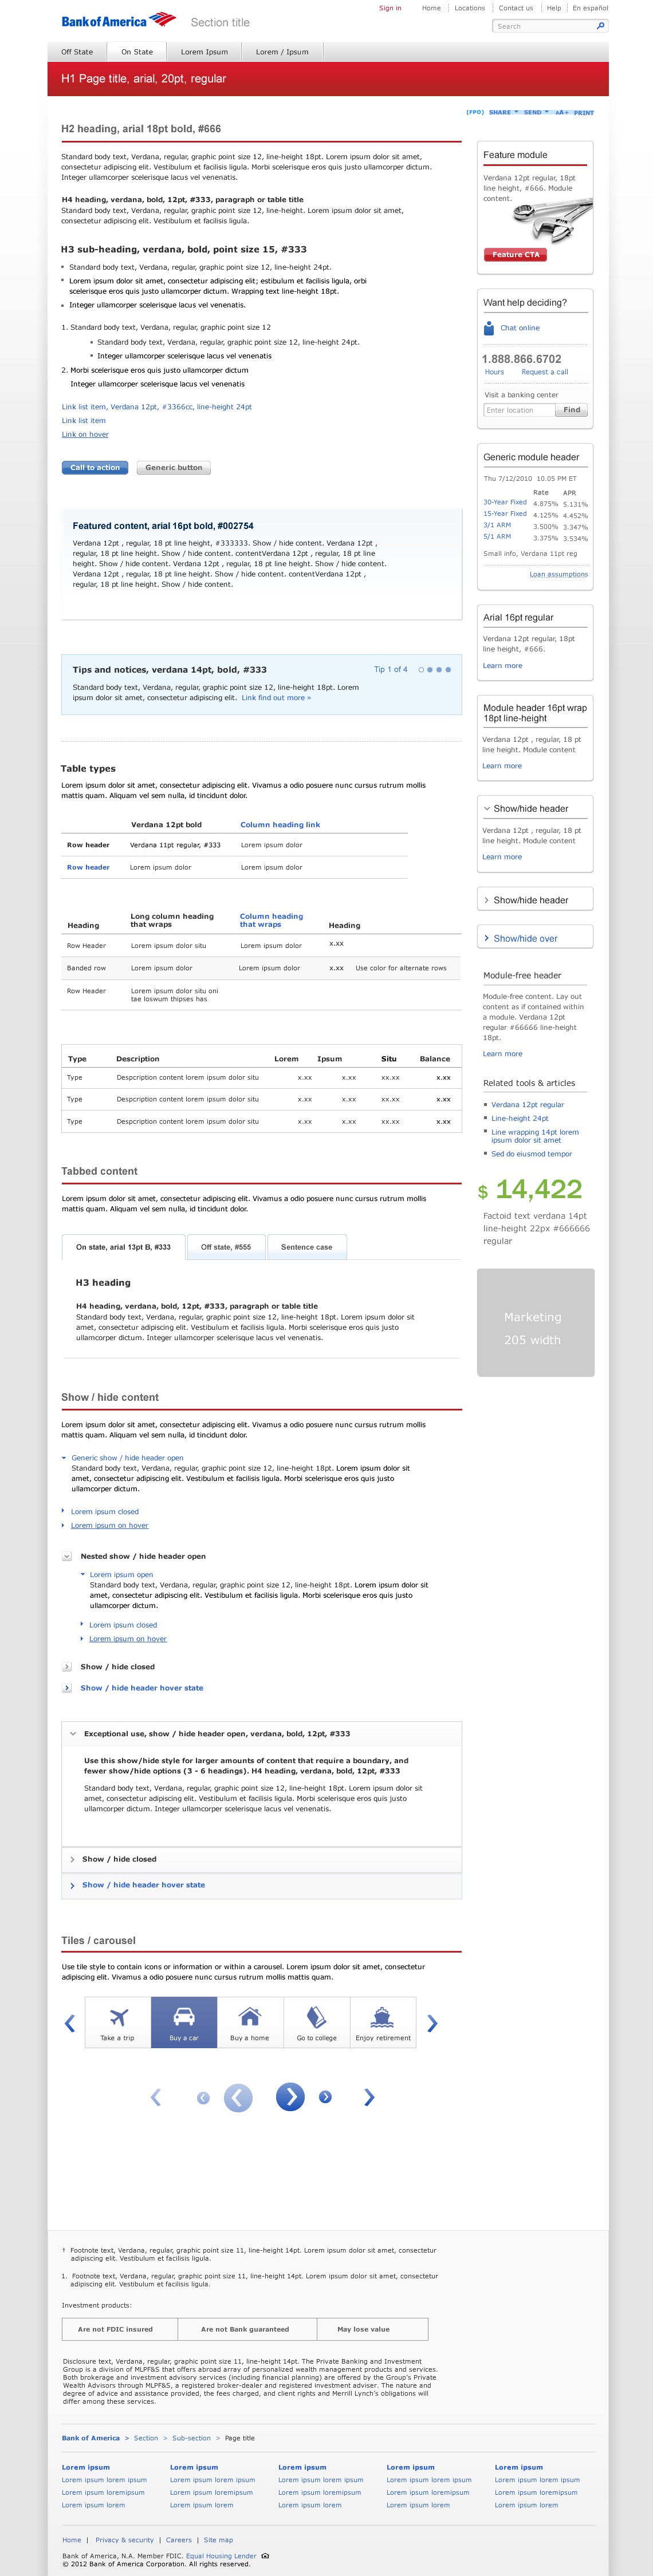 Sign in Home Locations Contact us Help En español
Bank of America Section title
Search
Off State On State Lorem Ipsum Lorem / Ipsum
H1 Page title, arial, 20pt, regular
(FPO) SHARE SEND aA+ PRINT
H2 heading, arial 18pt bold, #666
Standard body text, Verdana, regular, graphic point size 12, line-height 18pt. Lorem ipsum dolor sit amet,
consectetur adipiscing elit. Vestibulum et facilisis ligula. Morbi scelerisque eros quis justo ullamcorper dictum.
Integer ullamcorper scelerisque lacus vel venenatis.
H4 heading, verdana, bold, 12pt, #333, paragraph or table title
Standard body text, Verdana, regular, graphic point size 12, line-height. Lorem ipsum dolor sit amet,
consectetur adipiscing elit. Vestibulum et facilisis ligula.
H3 sub-heading, verdana, bold, point size 15, #333
Standard body text, Verdana, regular, graphic point size 12, line-height 24pt.
Lorem ipsum dolor sit amet, consectetur adipiscing elit; estibulum et facilisis ligula, orbi
scelerisque eros quis justo ullamcorper dictum. Wrapping text line-height 18pt.
Integer ullamcorper scelerisque lacus vel venenatis.
1. Standard body text, Verdana, regular, graphic point size 12
Standard body text, Verdana, regular, graphic point size 12, line-height 24pt.
Integer ullamcorper scelerisque lacus vel venenatis
2. Morbi scelerisque eros quis justo ullamcorper dictum
Integer ullamcorper scelerisque lacus vel venenatis
Link list item, Verdana 12pt, #3366cc, line-height 24pt
Link list item
Link on hover
Call to action Generic button
Featured content, arial 16pt bold, #002754
Verdana 12pt , regular, 18 pt line height, #333333. Show / hide content. Verdana 12pt ,
regular, 18 pt line height. Show / hide content. contentVerdana 12pt , regular, 18 pt line
height. Show / hide content. Verdana 12pt , regular, 18 pt line height. Show / hide content.
Verdana 12pt , regular, 18 pt line height. Show / hide content. contentVerdana 12pt ,
regular, 18 pt line height. Show / hide content.
Tips and notices, verdana 14pt, bold, #333 Tip 1 of 4
Standard body text, Verdana, regular, graphic point size 12, line-height 18pt. Lorem
ipsum dolor sit amet, consectetur adipiscing elit. Link find out more »
Table types
Lorem ipsum dolor sit amet, consectetur adipiscing elit. Vivamus a odio posuere nunc cursus rutrum mollis
mattis quam. Aliquam vel sem nulla, id tincidunt dolor.
Verdana 12pt bold Column heading link
Row header Verdana 11pt regular, #333 Lorem ipsum dolor
Row header Lorem ipsum dolor Lorem ipsum dolor
Heading Long column heading that wraps Column heading that wraps Heading
Row Header Lorem ipsum dolor situ Lorem ipsum dolor x.xx
Banded row Lorem ipsum dolor Lorem ipsum dolor x.xx Use color for alternate rows
Row Header Lorem ipsum dolor situ oni
tae loswum thipses has
Type Description Lorem Ipsum Situ Balance
Type Despcription content lorem ipsum dolor situ x.xx x.xx xx.xx x.xx
Type Despcription content lorem ipsum dolor situ x.xx x.xx xx.xx x.xx
Type Despcription content lorem ipsum dolor situ x.xx x.xx xx.xx x.xx
Tabbed content
Lorem ipsum dolor sit amet, consectetur adipiscing elit. Vivamus a odio posuere nunc cursus rutrum mollis
mattis quam. Aliquam vel sem nulla, id tincidunt dolor.
On state, arial 13pt B, #333 Off state, #555 Sentence case
H3 heading
H4 heading, verdana, bold, 12pt, #333, paragraph or table title
Standard body text, Verdana, regular, graphic point size 12, line-height 18pt. Lorem ipsum dolor sit
amet, consectetur adipiscing elit. Vestibulum et facilisis ligula. Morbi scelerisque eros quis justo
ullamcorper dictum. Integer ullamcorper scelerisque lacus vel venenatis.
Show / hide content
Lorem ipsum dolor sit amet, consectetur adipiscing elit. Vivamus a odio posuere nunc cursus rutrum mollis
mattis quam. Aliquam vel sem nulla, id tincidunt dolor.
Generic show / hide header open
Standard body text, Verdana, regular, graphic point size 12, line-height 18pt. Lorem ipsum dolor sit
amet, consectetur adipiscing elit. Vestibulum et facilisis ligula. Morbi scelerisque eros quis justo
ullamcorper dictum.
Lorem ipsum closed
Lorem ipsum on hover
Nested show / hide header open
Lorem ipsum open
Standard body text, Verdana, regular, graphic point size 12, line-height 18pt. Lorem ipsum dolor sit
amet, consectetur adipiscing elit. Vestibulum et facilisis ligula. Morbi scelerisque eros quis justo
ullamcorper dictum.
Lorem ipsum closed
Lorem ipsum on hover
Show / hide closed
Show / hide header hover state
Exceptional use, show / hide header open, verdana, bold, 12pt, #333
Use this show/hide style for larger amounts of content that require a boundary, and
fewer show/hide options (3 - 6 headings). H4 heading, verdana, bold, 12pt, #333
Standard body text, Verdana, regular, graphic point size 12, line-height 18pt. Lorem ipsum dolor sit
amet, consectetur adipiscing elit. Vestibulum et facilisis ligula. Morbi scelerisque eros quis justo
ullamcorper dictum. Integer ullamcorper scelerisque lacus vel venenatis.
Show / hide closed
Show / hide header hover state
Tiles / carousel
Use tile style to contain icons or information or within a carousel. Lorem ipsum dolor sit amet, consectetur
adipiscing elit. Vivamus a odio posuere nunc cursus rutrum mollis mattis quam.
Take a trip Buy a car Buy a home Go to college Enjoy retirement
Feature module
Verdana 12pt regular, 18pt
line height, #666. Module
content.
Feature CTA
Want help deciding?
Chat online
1.888.866.6702
Hours Request a call
Visit a banking center
Enter location Find
Generic module header
Thu 7/12/2010 10.05 PM ET
Rate APR
30-Year Fixed 4.875% 5.131%
15-Year Fixed 4.125% 4.452%
3/1 ARM 3.500% 3.347%
5/1 ARM 3.375% 3.534%
Small info, Verdana 11pt reg
Loan assumptions
Arial 16pt regular
Verdana 12pt regular, 18pt
line height, #666.
Learn more
Module header 16pt wrap
18pt line-height
Verdana 12pt , regular, 18 pt
line height. Module content
Learn more
Show/hide header
Verdana 12pt , regular, 18 pt
line height. Module content
Learn more
Show/hide header
Show/hide over
Module-free header
Module-free content. Lay out
content as if contained within
a module. Verdana 12pt
regular #66666 line-height
18pt.
Learn more
Related tools & articles
Verdana 12pt regular
Line-height 24pt
Line wrapping 14pt lorem
ipsum dolor sit amet
Sed do eiusmod tempor
$ 14,422
Factoid text verdana 14pt
line-height 22px #666666
regular
Marketing
205 width
† Footnote text, Verdana, regular, graphic point size 11, line-height 14pt. Lorem ipsum dolor sit amet, consectetur
adipiscing elit. Vestibulum et facilisis ligula.
1. Footnote text, Verdana, regular, graphic point size 11, line-height 14pt. Lorem ipsum dolor sit amet, consectetur
adipiscing elit. Vestibulum et facilisis ligula.
Investment products:
Are not FDIC insured Are not Bank guaranteed May lose value
Disclosure text, Verdana, regular, graphic point size 11, line-height 14pt. The Private Banking and Investment
Group is a division of MLPF&S that offers abroad array of personalized wealth management products and services.
Both brokerage and investment advisory services (including financial planning) are offered by the Group's Private
Wealth Advisors through MLPF&S, a registered broker-dealer and registered investment adviser. The nature and
degree of advice and assistance provided, the fees charged, and client rights and Merrill Lynch's obligations will
differ among these services.
Bank of America > Section > Sub-section > Page title
Lorem ipsum Lorem ipsum Lorem ipsum Lorem ipsum Lorem ipsum
Lorem ipsum lorem ipsum Lorem ipsum lorem ipsum Lorem ipsum lorem ipsum Lorem ipsum lorem ipsum Lorem ipsum lorem ipsum
Lorem ipsum loremipsum Lorem ipsum loremipsum Lorem ipsum loremipsum Lorem ipsum loremipsum Lorem ipsum loremipsum
Lorem ipsum lorem Lorem ipsum lorem Lorem ipsum lorem Lorem ipsum lorem Lorem ipsum lorem
Home | Privacy & security | Careers | Site map
Bank of America, N.A. Member FDIC. Equal Housing Lender
© 2012 Bank of America Corporation. All rights reserved.